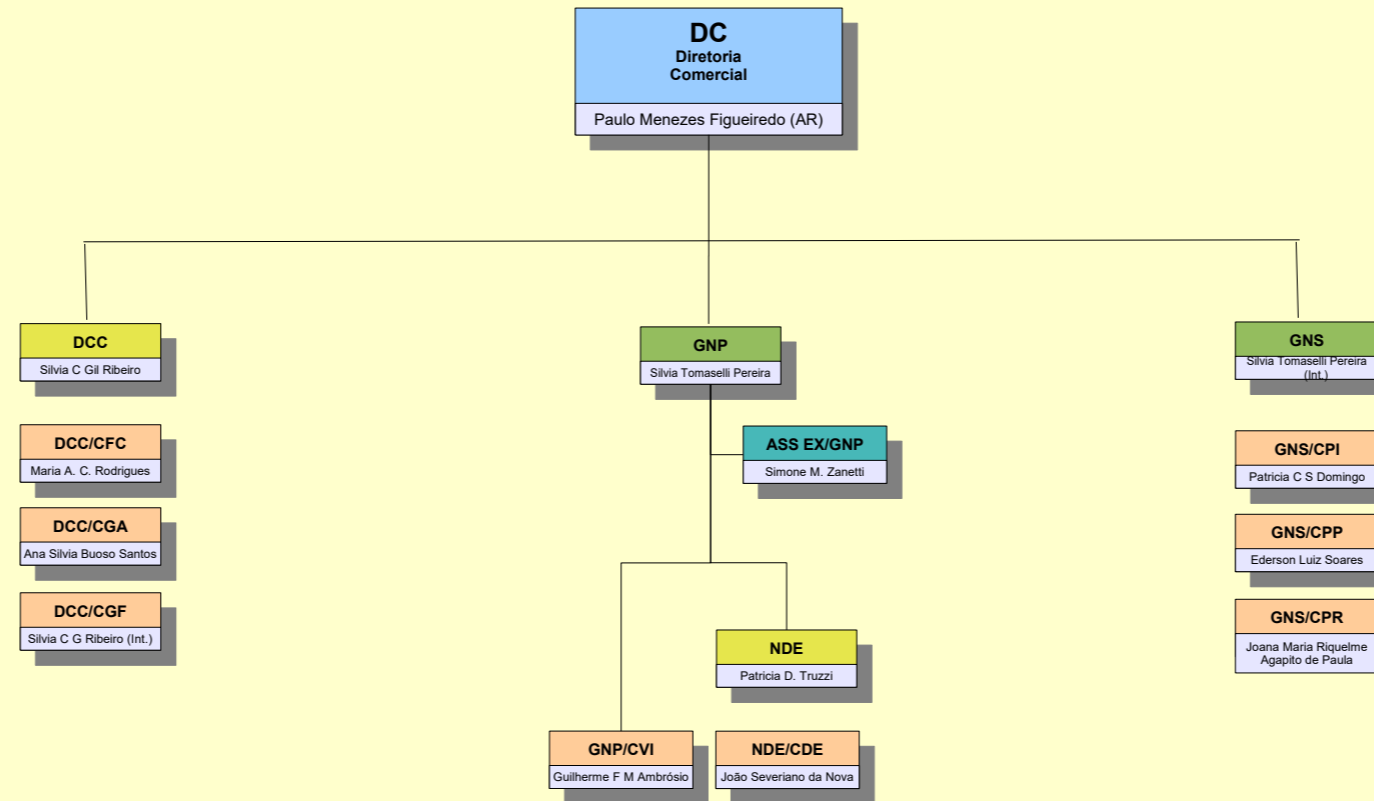 DC
Diretoria
Comercial
Paulo Menezes Figueiredo (AR)
DCC
Silvia C Gil Ribeiro
DCC/CFC
Maria A. C. Rodrigues
DCC/CGA
Ana Silvia Buoso Santos
DCC/CGF
Silvia C G Ribeiro (Int.)
GNP
Silvia Tomaselli Pereira
ASS EX/GNP
Simone M. Zanetti
NDE
Patricia D. Truzzi
GNP/CVI
Guilherme F M Ambrósio
NDE/CDE
João Severiano da Nova
GNS
Silvia Tomaselli Pereira
(Int.)
GNS/CPI
Patricia C S Domingo
GNS/CPP
Ederson Luiz Soares
GNS/CPR
Joana Maria Riquelme
Agapito de Paula